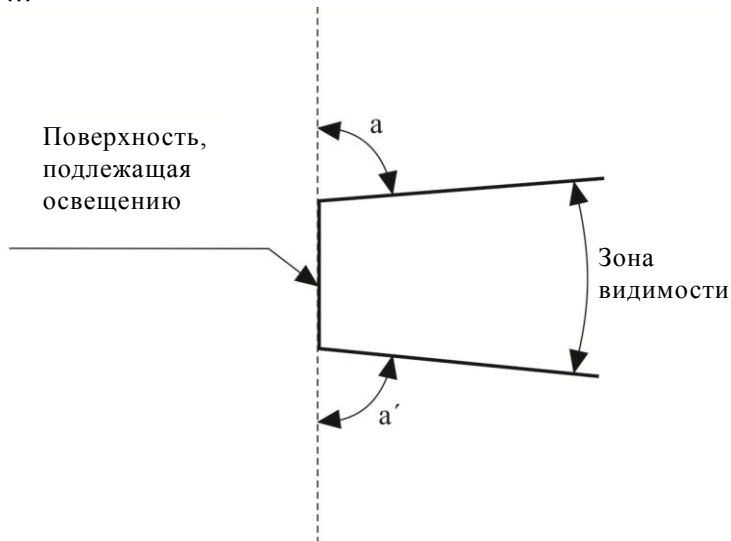 ...
a
Поверхность,
подлежащая
освещению
Зона
видимости
a´